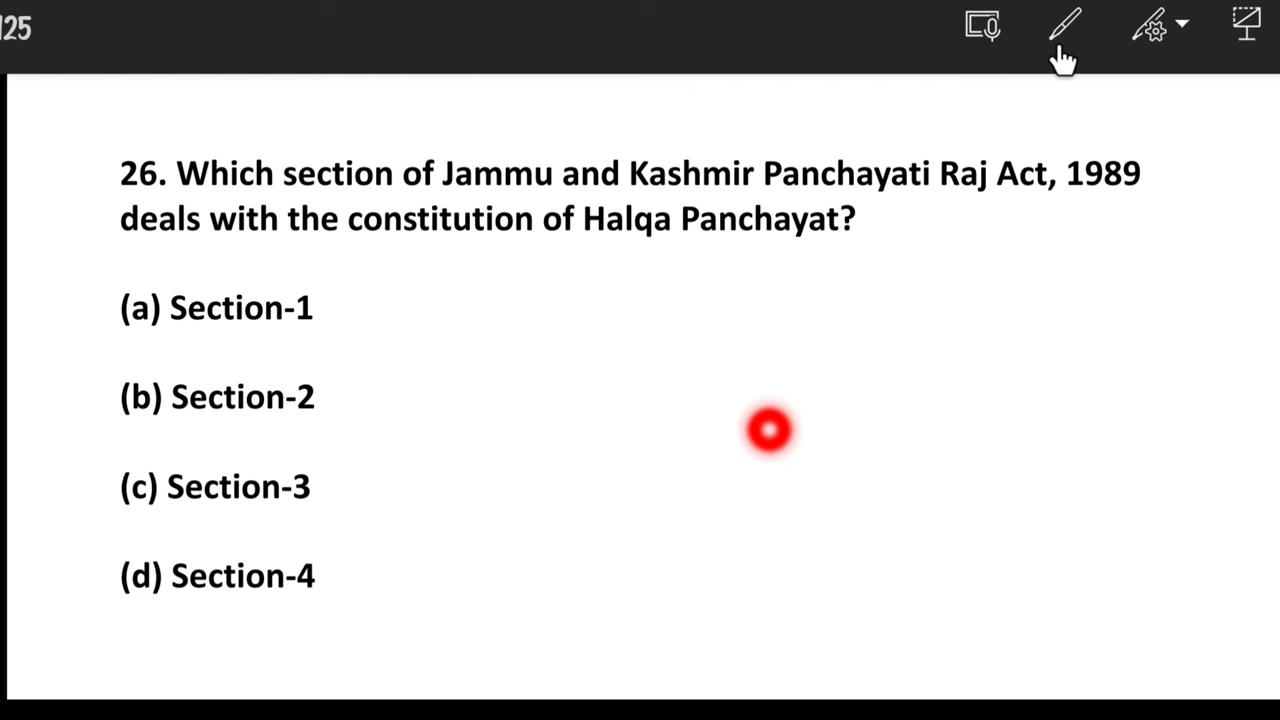 125
26. Which section of Jammu and Kashmir Panchayati Raj Act, 1989
deals with the constitution of Halqa Panchayat?
(a) Section-1
(b) Section-2
(c) Section-3
(d) Section-4